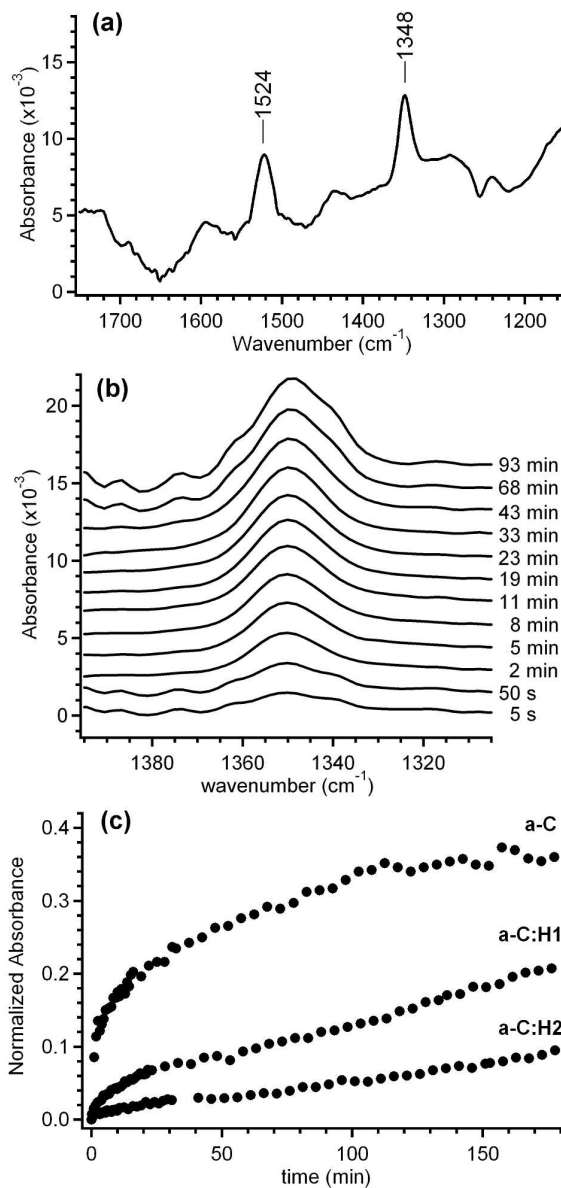 (a)
Absorbance (x10⁻³)
15
10
5
0
1524
1348
1700 1600 1500 1400 1300 1200
Wavenumber (cm⁻¹)
(b)
Absorbance (x10⁻³)
20
15
10
5
0
93 min
68 min
43 min
33 min
23 min
19 min
11 min
8 min
5 min
2 min
50 s
5 s
1380 1360 1340 1320
wavenumber (cm⁻¹)
(c)
Normalized Absorbance
0.4
0.3
0.2
0.1
0.0
a-C
a-C:H1
a-C:H2
0 50 100 150
time (min)